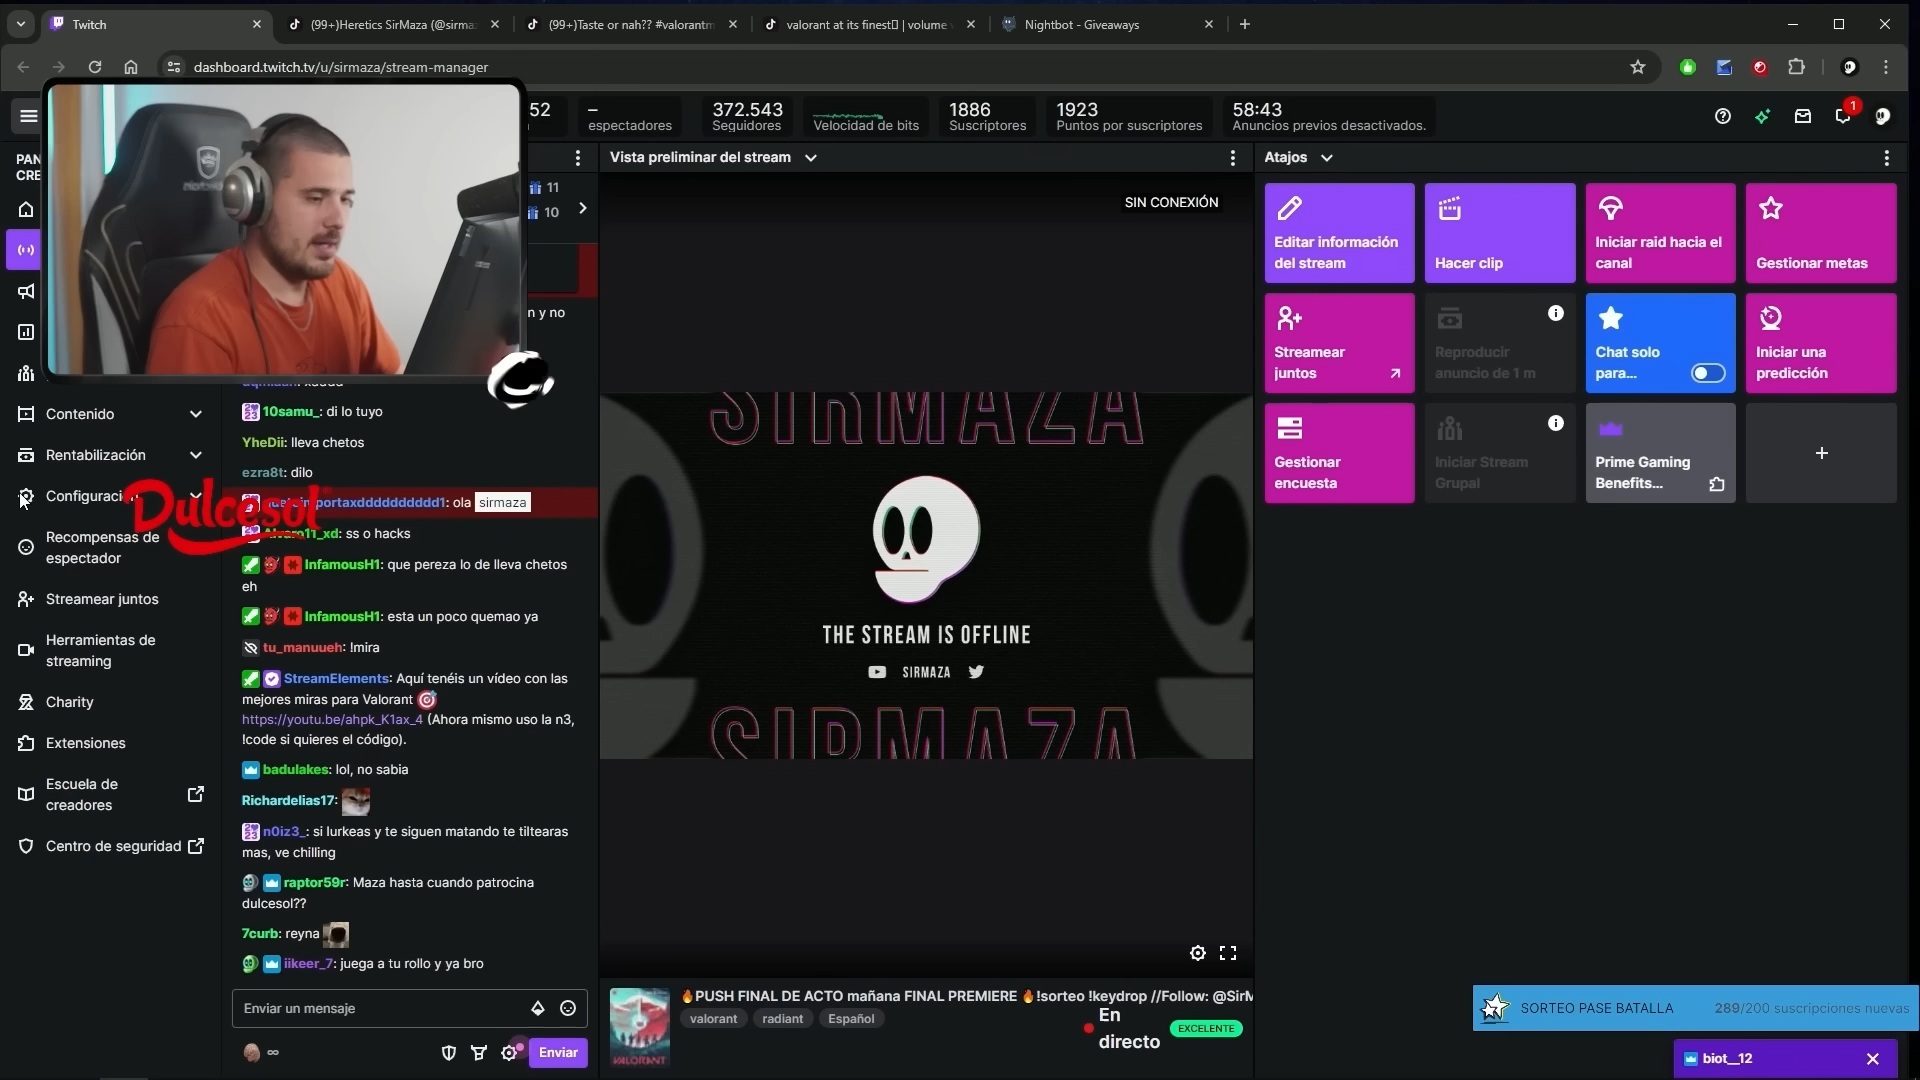 Twitch
(99+)Heretics SirMaza (@sirma
(99+)Taste or nah?? #valorantm
valorant at its finest | volume
Nightbot - Giveaways
dashboard.twitch.tv/u/sirmaza/stream-manager
52
–
espectadores
372.543
Seguidores
Velocidad de bits
1886
Suscriptores
1923
Puntos por suscriptores
58:43
Anuncios previos desactivados.
1
PAN
CRE
11
10
n y no
Vista preliminar del stream
Atajos
SIN CONEXIÓN
Editar información
del stream
Hacer clip
Iniciar raid hacia el
canal
Gestionar metas
Streamear
juntos
Reproducir
anuncio de 1 m
Chat solo
para...
Iniciar una
predicción
Gestionar
encuesta
Iniciar Stream
Grupal
Prime Gaming
Benefits...
Contenido
Rentabilización
Configuraci
Dulcesol
Recompensas de
espectador
Streamear juntos
Herramientas de
streaming
Charity
Extensiones
Escuela de
creadores
Centro de seguridad
10samu_: di lo tuyo
YheDii: lleva chetos
ezra8t: dilo
portaxdddddddddd1: ola sirmaza
Alvaro11_xd: ss o hacks
InfamousH1: que pereza lo de lleva chetos
eh
InfamousH1: esta un poco quemao ya
tu_manuueh: !mira
StreamElements: Aquí tenéis un vídeo con las
mejores miras para Valorant 🎯
https://youtu.be/ahpk_K1ax_4 (Ahora mismo uso la n3,
!code si quieres el código).
badulakes: lol, no sabia
Richardelias17:
n0iz3_: si lurkeas y te siguen matando te tiltearas
mas, ve chilling
raptor59r: Maza hasta cuando patrocina
dulcesol??
7curb: reyna
iikeer_7: juega a tu rollo y ya bro
Enviar un mensaje
∞
Enviar
SIRMAZA
THE STREAM IS OFFLINE
SIRMAZA
SIRMAZA
🔥PUSH FINAL DE ACTO mañana FINAL PREMIERE 🔥!sorteo !keydrop //Follow: @SirM
valorant
radiant
Español
En
directo
EXCELENTE
VALORANT
SORTEO PASE BATALLA
289/200 suscripciones nuevas
biot__12